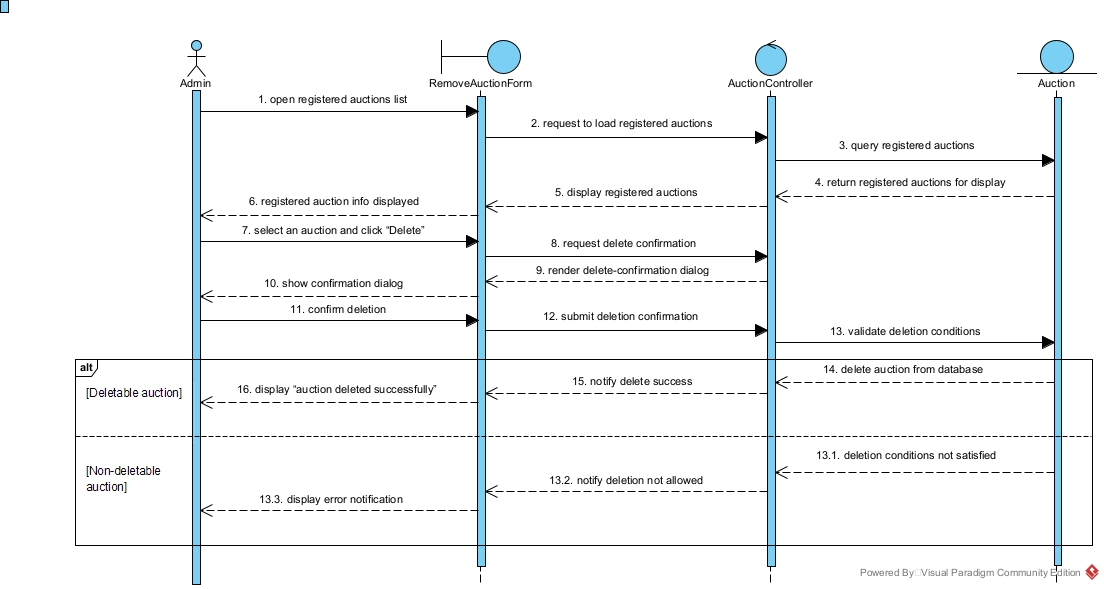 Admin
RemoveAuctionForm
AuctionController
Auction
1. open registered auctions list
2. request to load registered auctions
3. query registered auctions
4. return registered auctions for display
5. display registered auctions
6. registered auction info displayed
7. select an auction and click “Delete”
8. request delete confirmation
9. render delete-confirmation dialog
10. show confirmation dialog
11. confirm deletion
12. submit deletion confirmation
13. validate deletion conditions
alt
[Deletable auction]
14. delete auction from database
15. notify delete success
16. display “auction deleted successfully”
[Non-deletable
auction]
13.1. deletion conditions not satisfied
13.2. notify deletion not allowed
13.3. display error notification
Powered By Visual Paradigm Community Edition